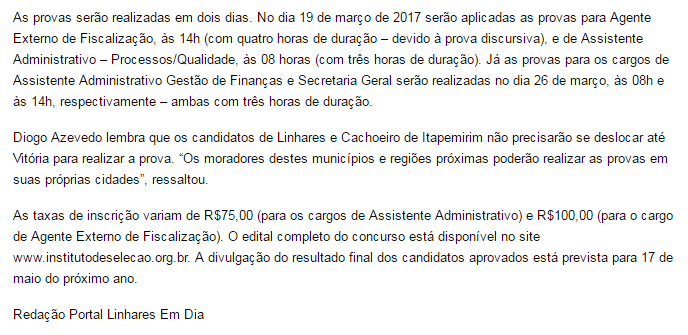 As provas serão realizadas em dois dias. No dia 19 de março de 2017 serão aplicadas as provas para Agente
Externo de Fiscalização, às 14h (com quatro horas de duração – devido à prova discursiva), e de Assistente
Administrativo – Processos/Qualidade, às 08 horas (com três horas de duração). Já as provas para os cargos de
Assistente Administrativo Gestão de Finanças e Secretaria Geral serão realizadas no dia 26 de março, às 08h e
às 14h, respectivamente – ambas com três horas de duração.
Diogo Azevedo lembra que os candidatos de Linhares e Cachoeiro de Itapemirim não precisarão se deslocar até
Vitória para realizar a prova. “Os moradores destes municípios e regiões próximas poderão realizar as provas em
suas próprias cidades”, ressaltou.
As taxas de inscrição variam de R$75,00 (para os cargos de Assistente Administrativo) e R$100,00 (para o cargo
de Agente Externo de Fiscalização). O edital completo do concurso está disponível no site
www.institutodeselecao.org.br. A divulgação do resultado final dos candidatos aprovados está prevista para 17 de
maio do próximo ano.
Redação Portal Linhares Em Dia